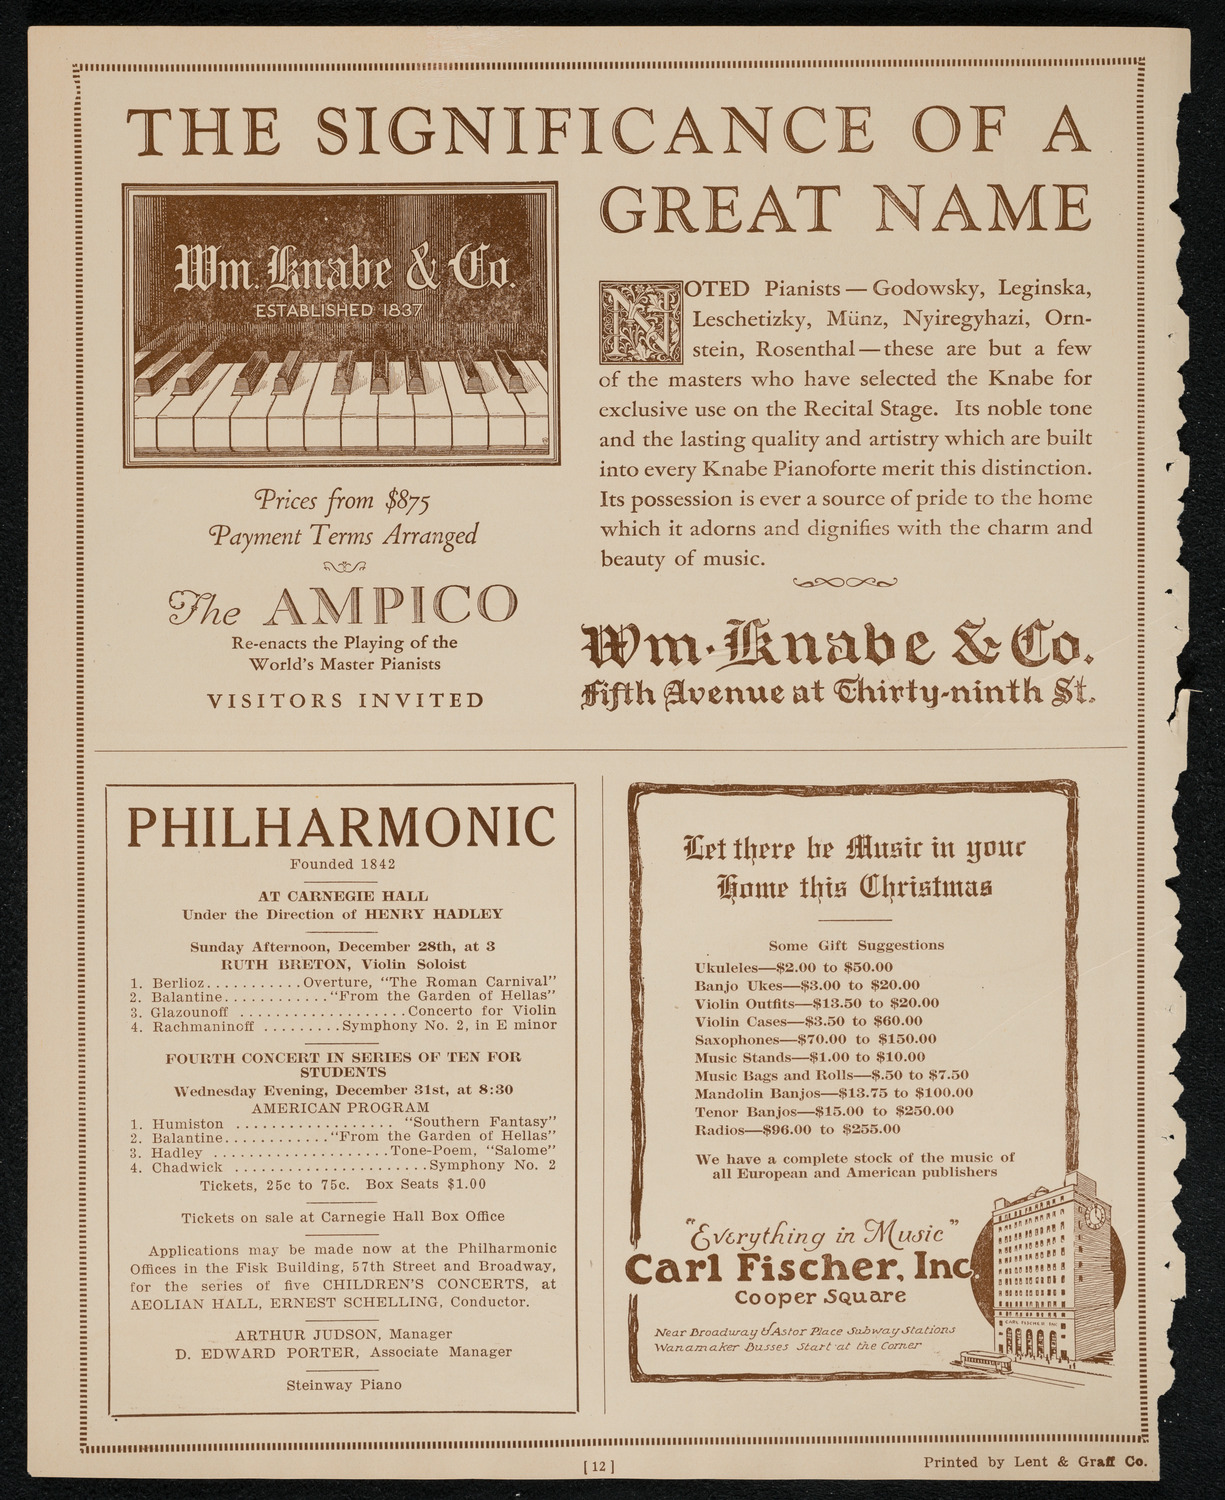 THE SIGNIFICANCE OF A
GREAT NAME
Wm. Knabe & Co.
ESTABLISHED 1837
NOTED Pianists — Godowsky, Leginska,
Leschetizky, Münz, Nyiregyhazi, Orn-
stein, Rosenthal—these are but a few
of the masters who have selected the Knabe for
exclusive use on the Recital Stage. Its noble tone
and the lasting quality and artistry which are built
into every Knabe Pianoforte merit this distinction.
Its possession is ever a source of pride to the home
which it adorns and dignifies with the charm and
beauty of music.
Prices from $875
Payment Terms Arranged
The AMPICO
Re-enacts the Playing of the
World's Master Pianists
VISITORS INVITED
Wm. Knabe & Co.
Fifth Avenue at Thirty-ninth St.
PHILHARMONIC
Founded 1842
AT CARNEGIE HALL
Under the Direction of HENRY HADLEY
Sunday Afternoon, December 28th, at 3
RUTH BRETON, Violin Soloist
1. Berlioz...........Overture, "The Roman Carnival"
2. Balantine............"From the Garden of Hellas"
3. Glazounoff ...................Concerto for Violin
4. Rachmaninoff .........Symphony No. 2, in E minor
FOURTH CONCERT IN SERIES OF TEN FOR
STUDENTS
Wednesday Evening, December 31st, at 8:30
AMERICAN PROGRAM
1. Humiston .................. "Southern Fantasy"
2. Balantine............"From the Garden of Hellas"
3. Hadley ....................Tone-Poem, "Salome"
4. Chadwick ......................Symphony No. 2
Tickets, 25c to 75c. Box Seats $1.00
Tickets on sale at Carnegie Hall Box Office
Applications may be made now at the Philharmonic
Offices in the Fisk Building, 57th Street and Broadway,
for the series of five CHILDREN'S CONCERTS, at
AEOLIAN HALL, ERNEST SCHELLING, Conductor.
ARTHUR JUDSON, Manager
D. EDWARD PORTER, Associate Manager
Steinway Piano
Let there be Music in your
Home this Christmas
Some Gift Suggestions
Ukuleles—$2.00 to $50.00
Banjo Ukes—$3.00 to $20.00
Violin Outfits—$13.50 to $20.00
Violin Cases—$3.50 to $60.00
Saxophones—$70.00 to $150.00
Music Stands—$1.00 to $10.00
Music Bags and Rolls—$.50 to $7.50
Mandolin Banjos—$13.75 to $100.00
Tenor Banjos—$15.00 to $250.00
Radios—$96.00 to $255.00
We have a complete stock of the music of
all European and American publishers
"Everything in Music"
Carl Fischer, Inc.
Cooper Square
CARL FISCHER INC
Near Broadway & Astor Place Subway Stations
Wanamaker Busses Start at the Corner
[ 12 ]
Printed by Lent & Graff Co.